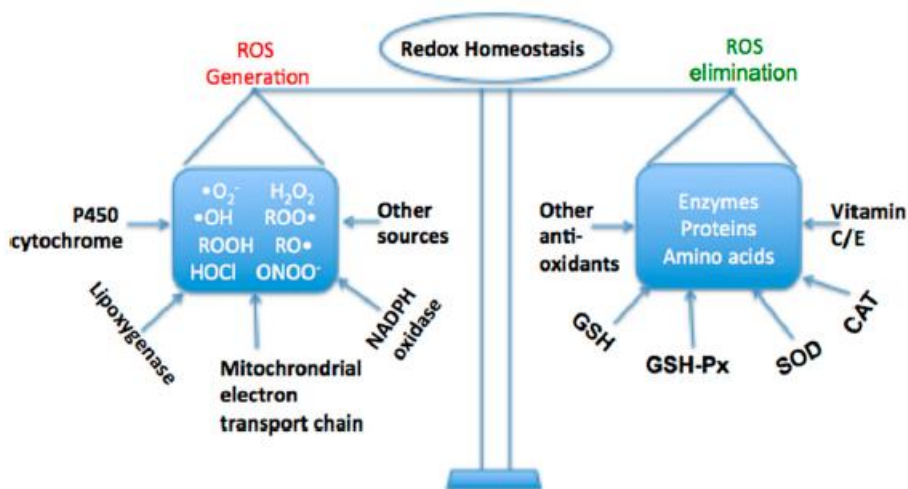 Redox Homeostasis
ROS
Generation
ROS
elimination
•O₂⁻ H₂O₂
•OH ROO•
ROOH RO•
HOCl ONOO⁻
P450
cytochrome
Other
sources
Lipoxygenase
Mitochrondrial
electron
transport chain
NADPH
oxidase
Enzymes
Proteins
Amino acids
Other
anti-
oxidants
Vitamin
C/E
GSH
GSH-Px
SOD
CAT